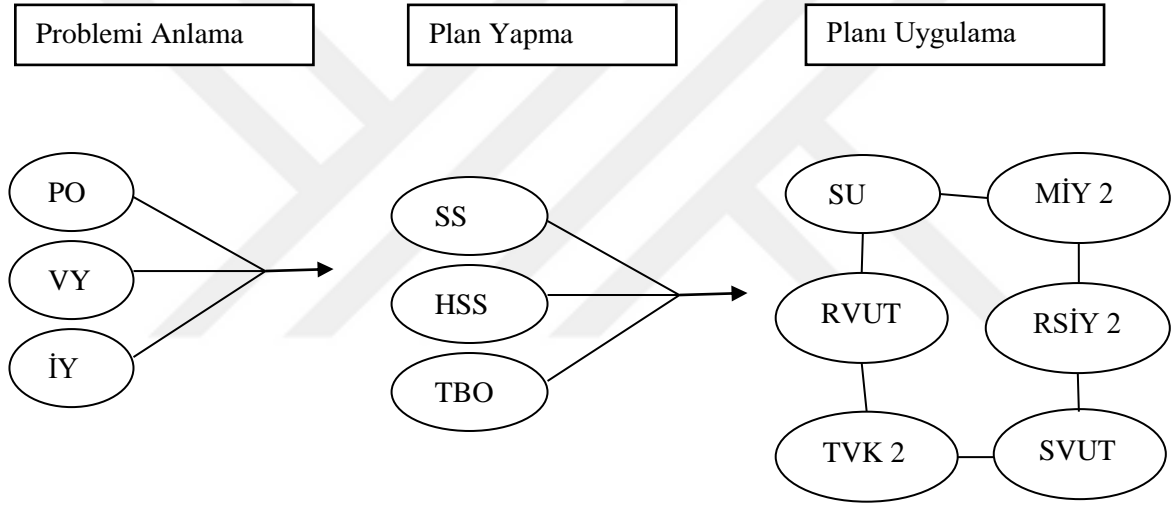 Problemi Anlama
Plan Yapma
Planı Uygulama
PO
VY
İY
SS
HSS
TBO
SU
MİY 2
RVUT
RSİY 2
TVK 2
SVUT